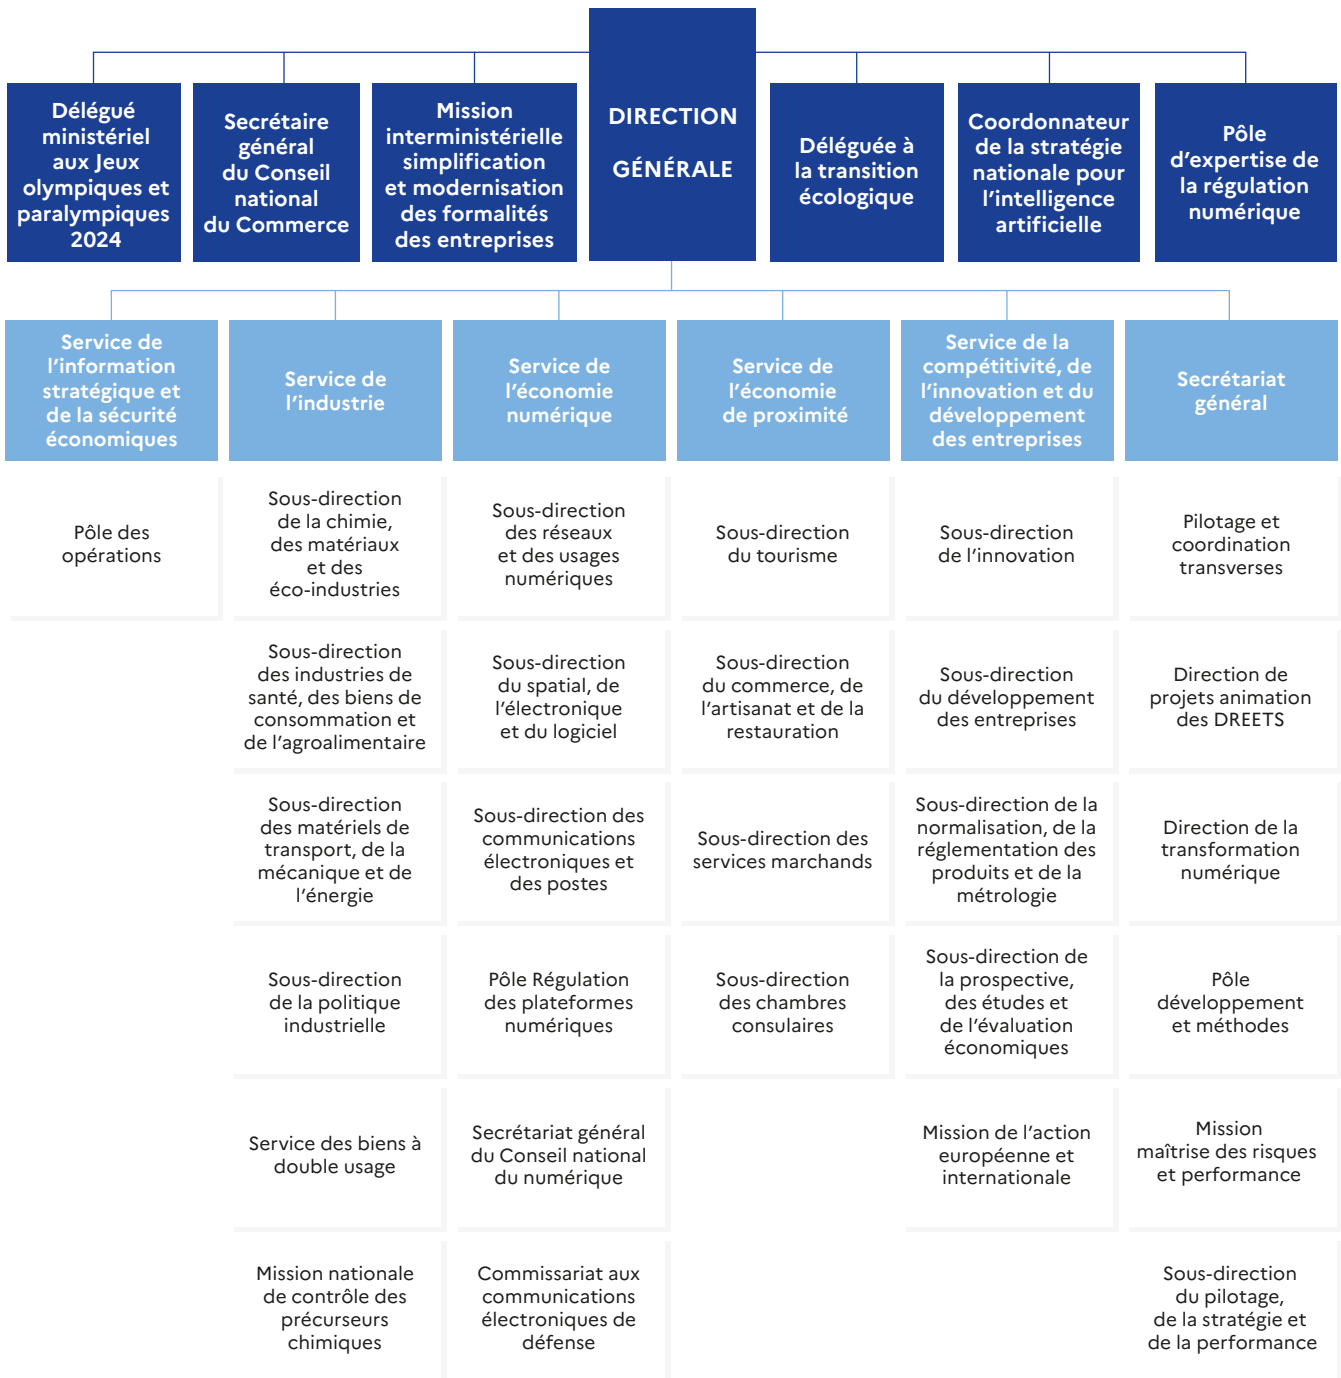 Délégué
ministériel
aux Jeux
olympiques et
paralympiques
2024
Secrétaire
général
du Conseil
national
du Commerce
Mission
interministérielle
simplification
et modernisation
des formalités
des entreprises
DIRECTION
GÉNÉRALE
Déléguée à
la transition
écologique
Coordonnateur
de la stratégie
nationale pour
l’intelligence
artificielle
Pôle
d’expertise de
la régulation
numérique
Service de
l’information
stratégique et
de la sécurité
économiques
Service de
l’industrie
Service de
l’économie
numérique
Service de
l’économie
de proximité
Service de la
compétitivité, de
l’innovation et du
développement
des entreprises
Secrétariat
général
Pôle des
opérations
Sous-direction
de la chimie,
des matériaux
et des
éco-industries
Sous-direction
des réseaux
et des usages
numériques
Sous-direction
du tourisme
Sous-direction
de l’innovation
Pilotage et
coordination
transverses
Sous-direction
des industries de
santé, des biens de
consommation et
de l’agroalimentaire
Sous-direction
du spatial, de
l’électronique
et du logiciel
Sous-direction
du commerce, de
l’artisanat et de la
restauration
Sous-direction
du développement
des entreprises
Direction de
projets animation
des DREETS
Sous-direction
des matériels de
transport, de la
mécanique et de
l’énergie
Sous-direction des
communications
électroniques et
des postes
Sous-direction des
services marchands
Sous-direction de la
normalisation, de la
réglementation des
produits et de la
métrologie
Direction de la
transformation
numérique
Sous-direction
de la politique
industrielle
Pôle Régulation
des plateformes
numériques
Sous-direction
des chambres
consulaires
Sous-direction de
la prospective,
des études et
de l’évaluation
économiques
Pôle
développement
et méthodes
Service des biens à
double usage
Secrétariat général
du Conseil national
du numérique
Mission de l’action
européenne et
internationale
Mission
maîtrise des risques
et performance
Mission nationale
de contrôle des
précurseurs
chimiques
Commissariat aux
communications
électroniques de
défense
Sous-direction
du pilotage,
de la stratégie et
de la performance